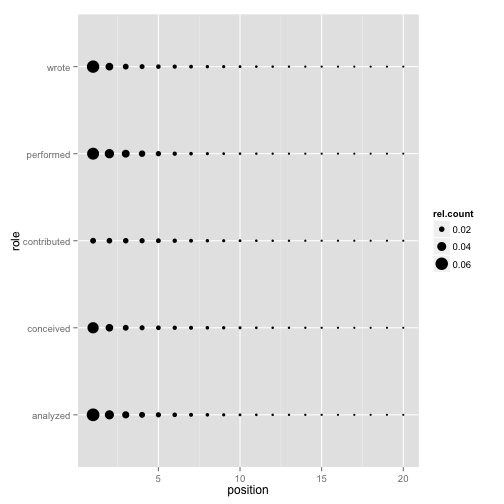 wrote
performed
contributed
conceived
analyzed
role
5
10
15
20
position
rel.count
0.02
0.04
0.06